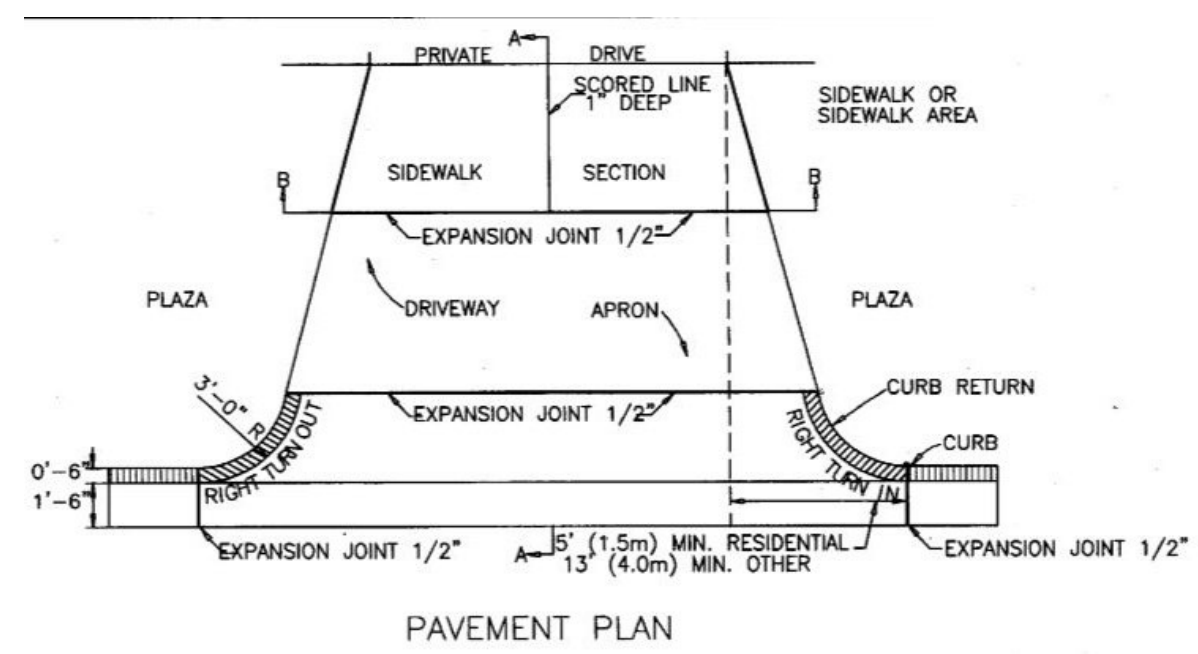 A
PRIVATE DRIVE
SCORED LINE
1" DEEP
SIDEWALK OR
SIDEWALK AREA
SIDEWALK SECTION
B B
EXPANSION JOINT 1/2"
PLAZA PLAZA
DRIVEWAY APRON
3'-0" R
CURB RETURN
EXPANSION JOINT 1/2"
RIGHT TURN OUT
RIGHT TURN IN
CURB
0'-6"
1'-6"
EXPANSION JOINT 1/2"
A
5' (1.5m) MIN. RESIDENTIAL
13' (4.0m) MIN. OTHER
EXPANSION JOINT 1/2"
PAVEMENT PLAN